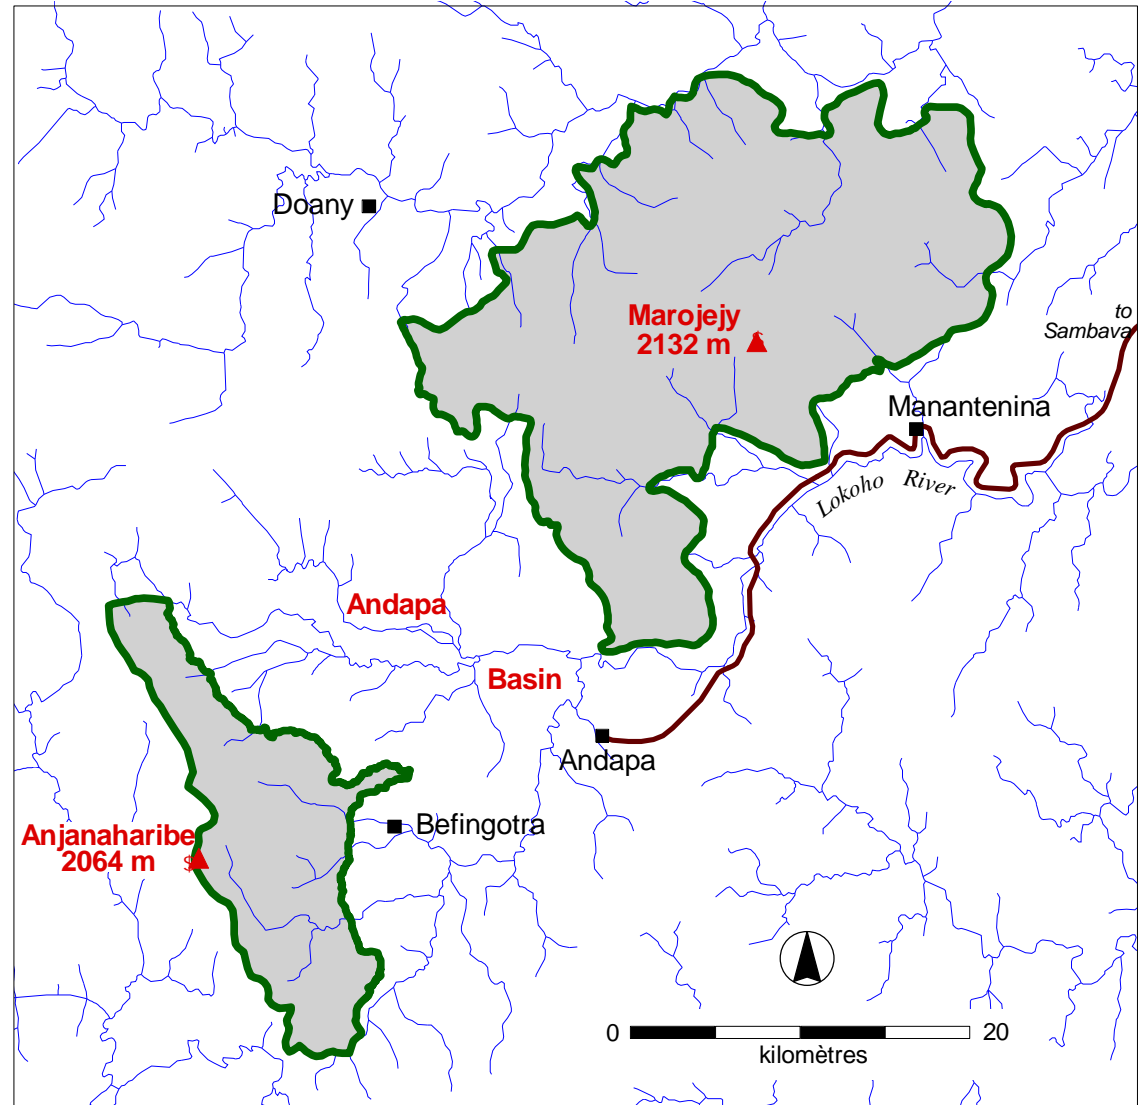 Doany
Marojejy
2132 m
to
Sambava
Manantenina
Lokoho River
Andapa
Basin
Andapa
Befingotra
Anjanaharibe
2064 m
$
0
20
kilomètres